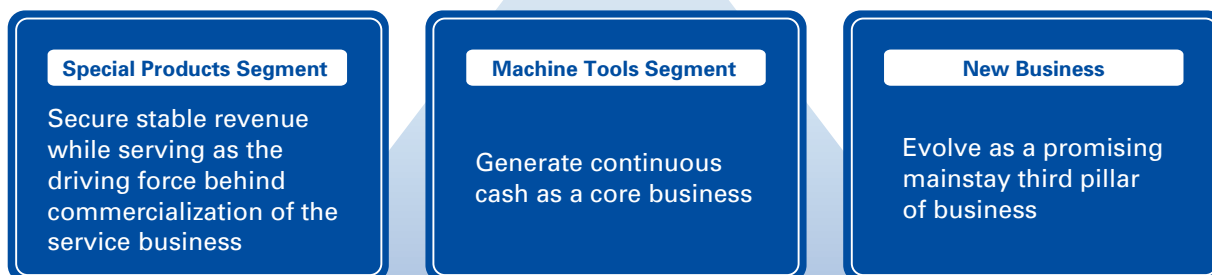 Special Products Segment
Secure stable revenue
while serving as the
driving force behind
commercialization of the
service business
Machine Tools Segment
Generate continuous
cash as a core business
New Business
Evolve as a promising
mainstay third pillar
of business